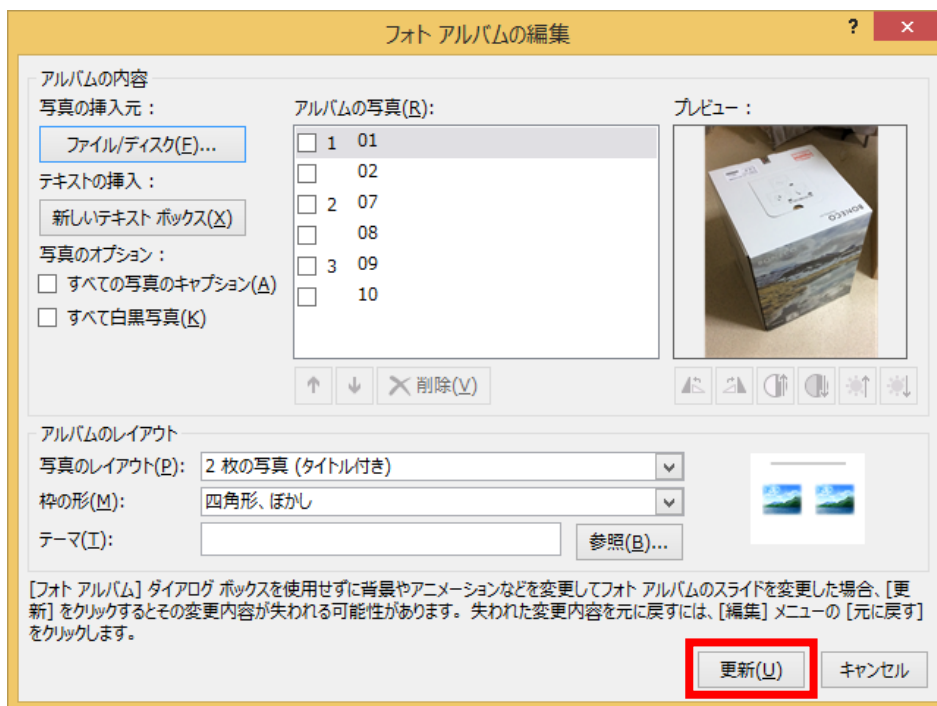 フォト アルバムの編集
?
×
アルバムの内容
写真の挿入元：
ファイル/ディスク(F)...
テキストの挿入：
新しいテキスト ボックス(X)
写真のオプション：
すべての写真のキャプション(A)
すべて白黒写真(K)
アルバムの写真(R):
1 01
02
2 07
08
3 09
10
削除(V)
プレビュー：
BONECO
アルバムのレイアウト
写真のレイアウト(P): 2 枚の写真 (タイトル付き)
枠の形(M): 四角形、ぼかし
テーマ(T):
参照(B)...
[フォト アルバム] ダイアログ ボックスを使用せずに背景やアニメーションなどを変更してフォト アルバムのスライドを変更した場合、[更
新] をクリックするとその変更内容が失われる可能性があります。失われた変更内容を元に戻すには、[編集] メニューの [元に戻す]
をクリックします。
更新(U)
キャンセル